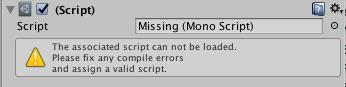 (Script)
Script Missing (Mono Script)
The associated script can not be loaded.
Please fix any compile errors
and assign a valid script.